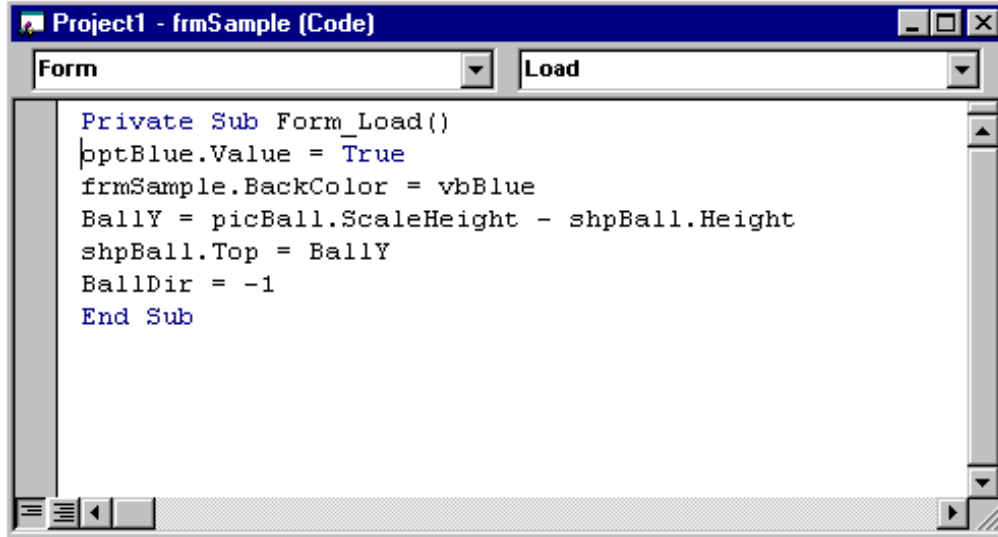 Project1 - frmSample (Code)
Form Load
Private Sub Form_Load()
optBlue.Value = True
frmSample.BackColor = vbBlue
BallY = picBall.ScaleHeight - shpBall.Height
shpBall.Top = BallY
BallDir = -1
End Sub